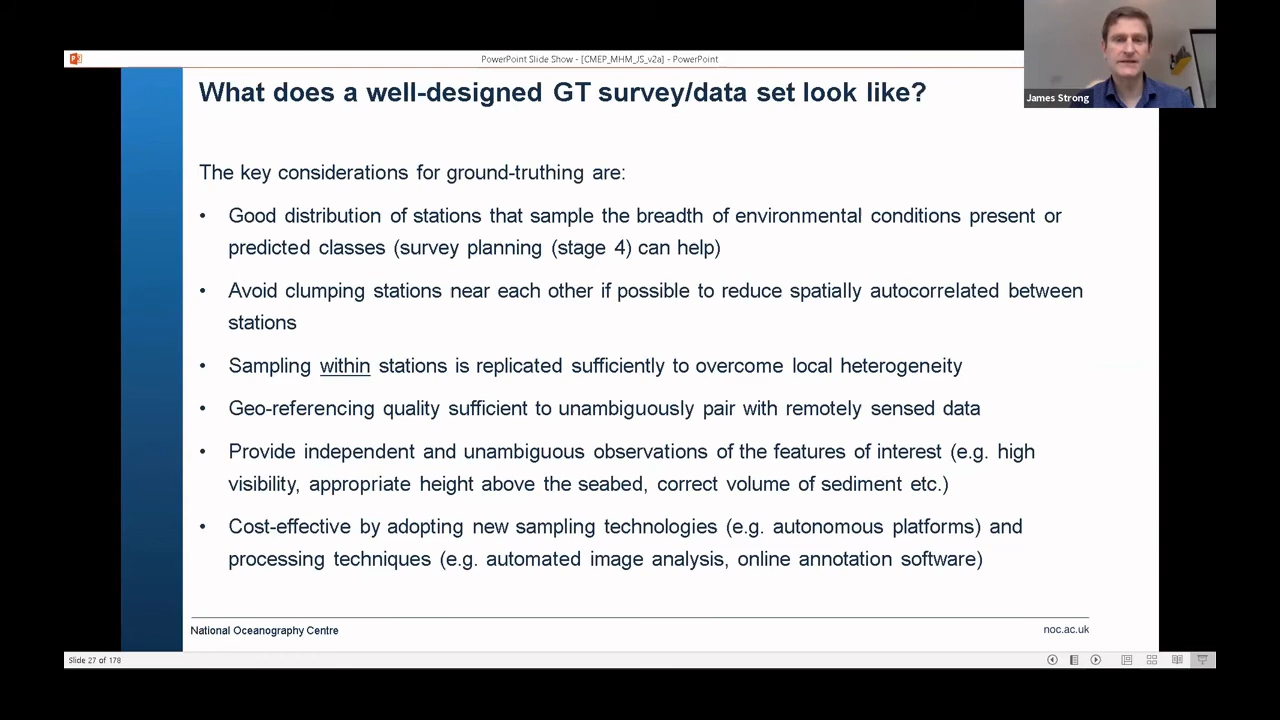 PowerPoint Slide Show - [CMEP_MHM_JS_v2a] - PowerPoint
James Strong
What does a well-designed GT survey/data set look like?
The key considerations for ground-truthing are:
• Good distribution of stations that sample the breadth of environmental conditions present or
predicted classes (survey planning (stage 4) can help)
• Avoid clumping stations near each other if possible to reduce spatially autocorrelated between
stations
• Sampling within stations is replicated sufficiently to overcome local heterogeneity
• Geo-referencing quality sufficient to unambiguously pair with remotely sensed data
• Provide independent and unambiguous observations of the features of interest (e.g. high
visibility, appropriate height above the seabed, correct volume of sediment etc.)
• Cost-effective by adopting new sampling technologies (e.g. autonomous platforms) and
processing techniques (e.g. automated image analysis, online annotation software)
National Oceanography Centre
noc.ac.uk
Slide 27 of 178